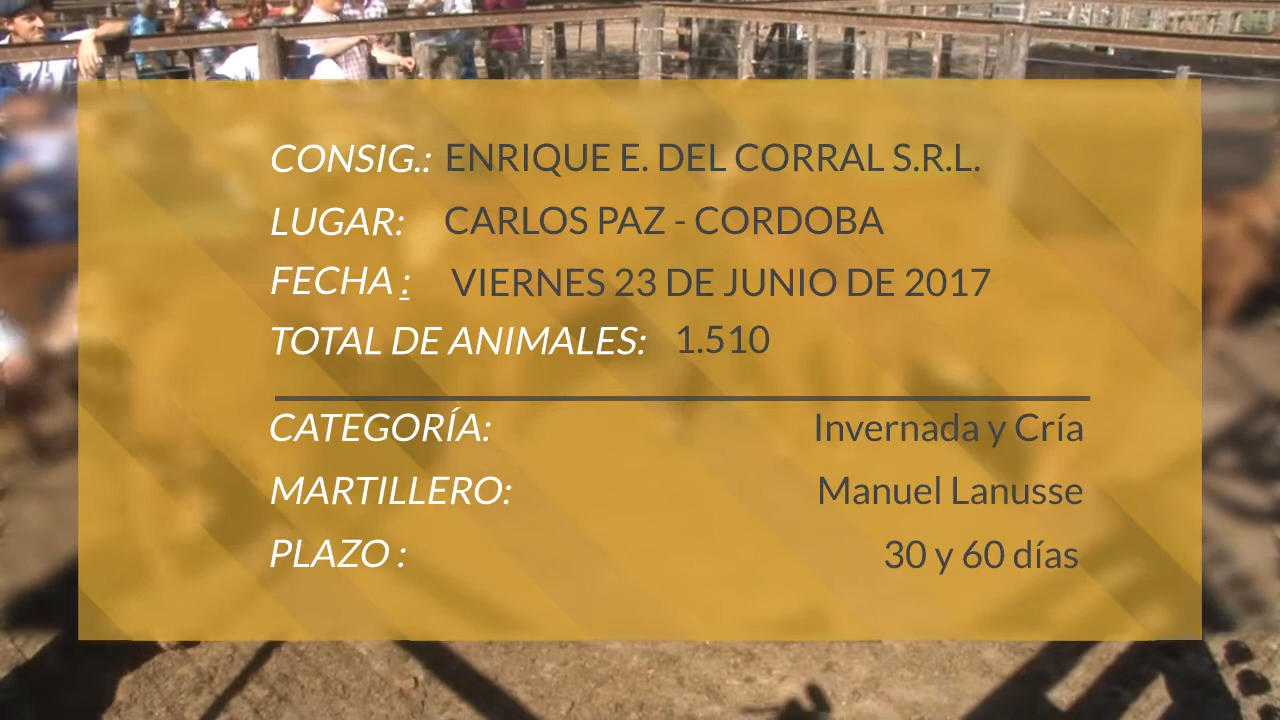 CONSIG.: ENRIQUE E. DEL CORRAL S.R.L.
LUGAR: CARLOS PAZ - CORDOBA
FECHA : VIERNES 23 DE JUNIO DE 2017
TOTAL DE ANIMALES: 1.510
CATEGORÍA: Invernada y Cría
MARTILLERO: Manuel Lanusse
PLAZO : 30 y 60 días